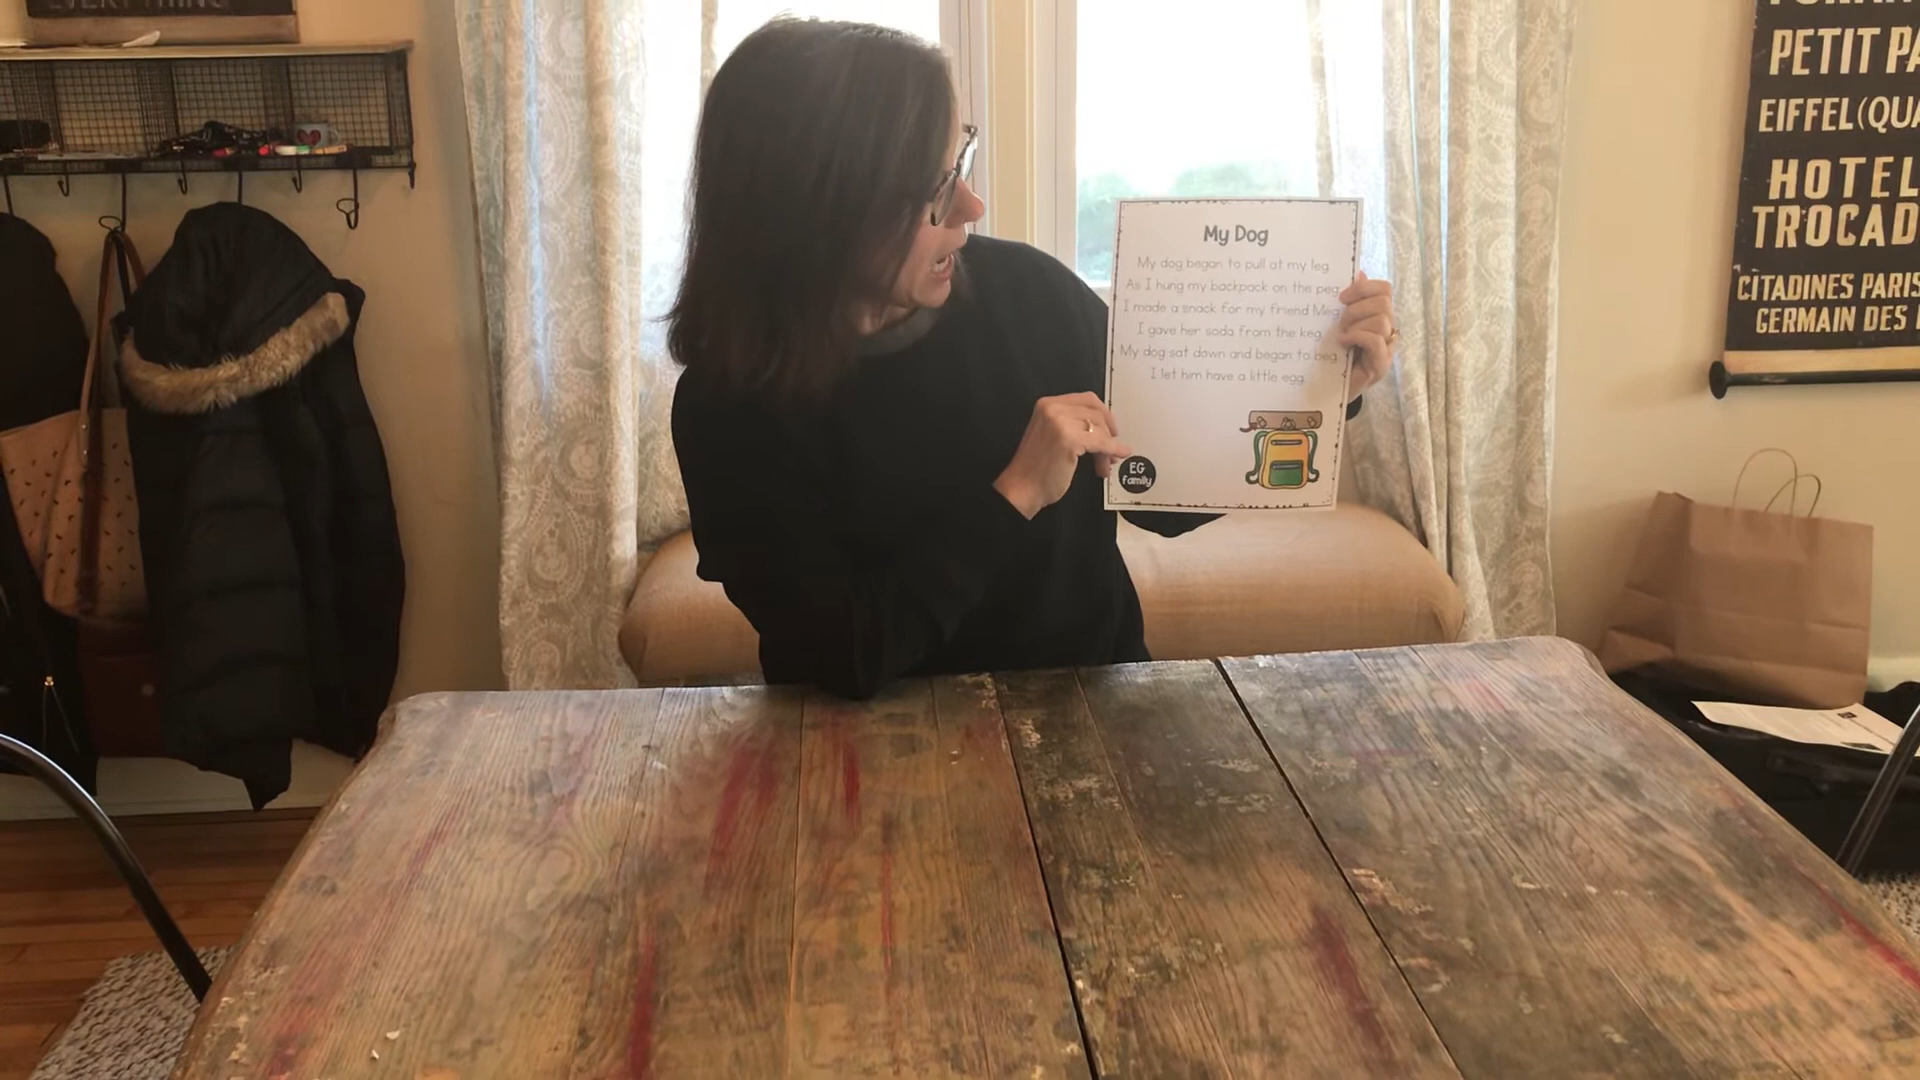 EVERYTHING
My Dog
My dog began to pull at my leg
As I hung my backpack on the peg
I made a snack for my friend Meg
I gave her soda from the keg
My dog sat down and began to beg
I let him have a little egg.
EG
family
PETIT PA
EIFFEL (QUA
HOTEL
TROCAD
CITADINES PARIS
GERMAIN DES